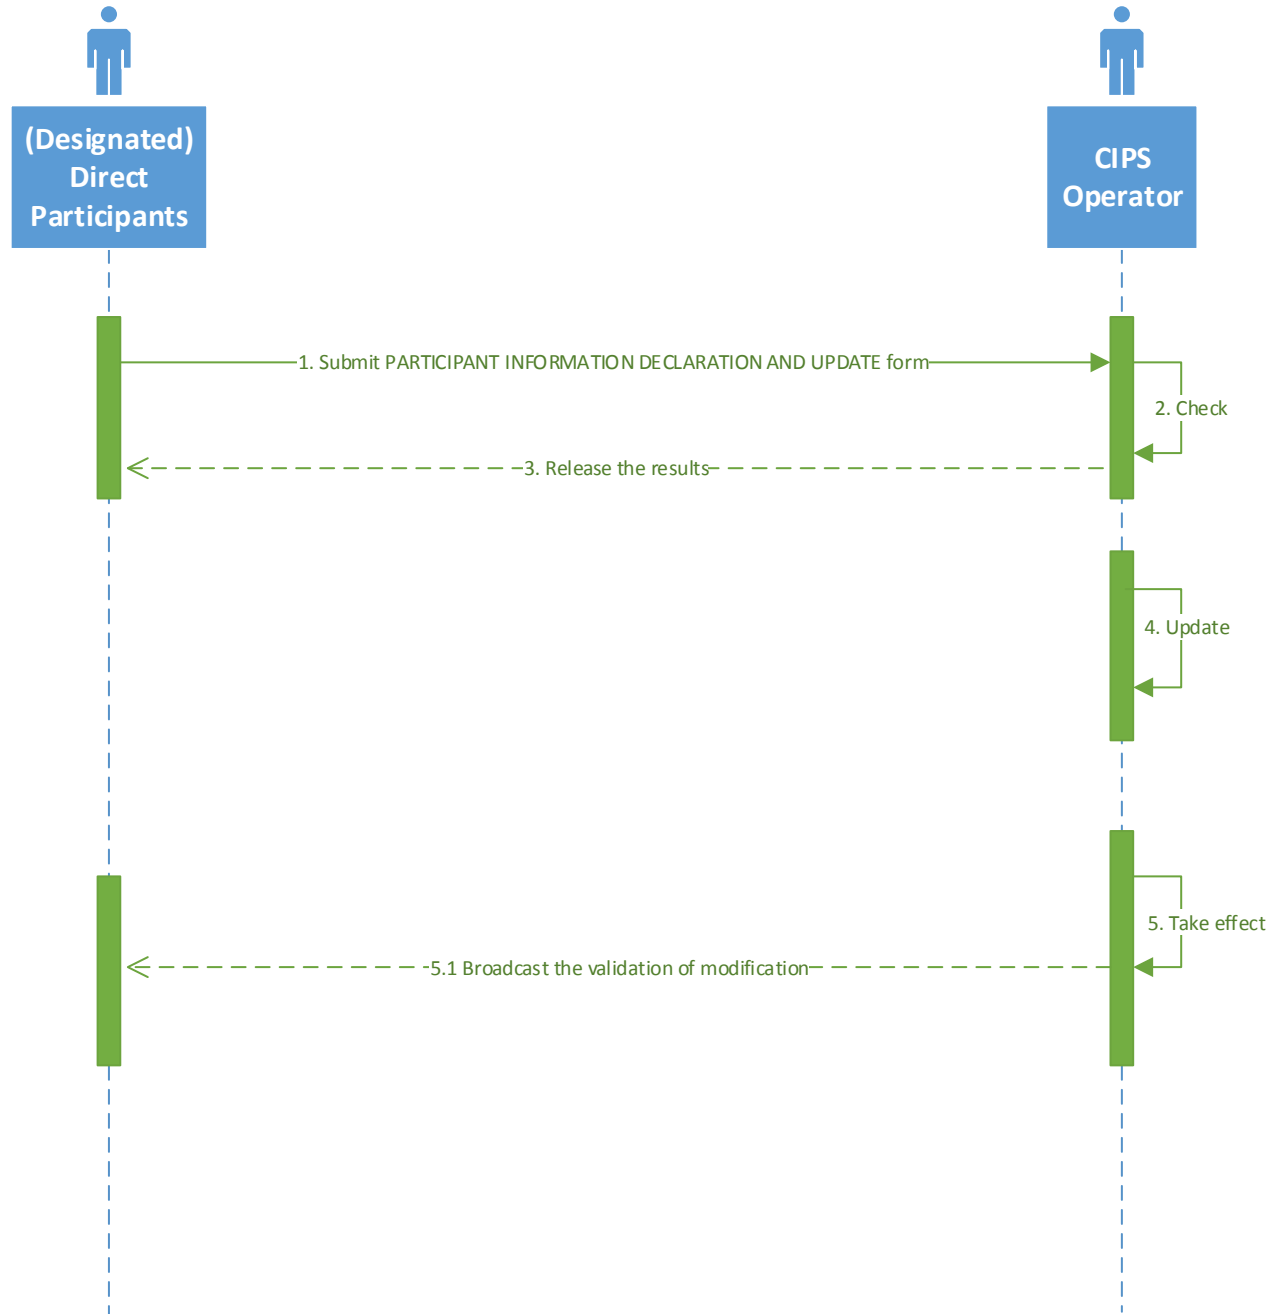 (Designated)
Direct
Participants
CIPS
Operator
1. Submit PARTICIPANT INFORMATION DECLARATION AND UPDATE form
2. Check
3. Release the results
4. Update
5. Take effect
5.1 Broadcast the validation of modification